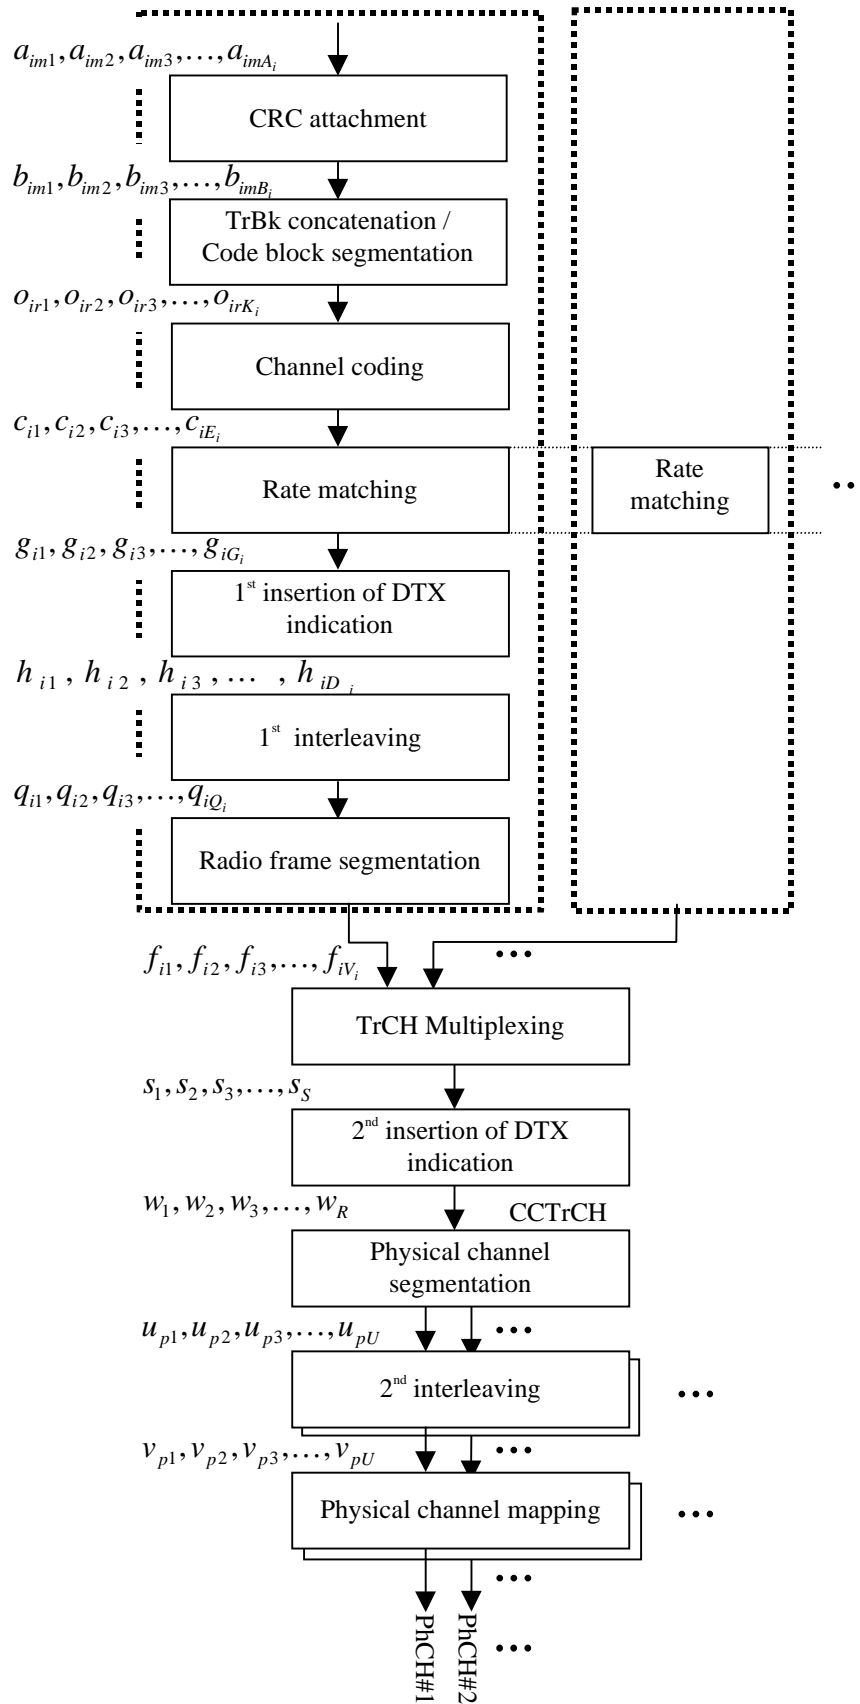 a_{im1}, a_{im2}, a_{im3}, ..., a_{imA_i}
CRC attachment
b_{im1}, b_{im2}, b_{im3}, ..., b_{imB_i}
TrBk concatenation /
Code block segmentation
o_{ir1}, o_{ir2}, o_{ir3}, ..., o_{irK_i}
Channel coding
c_{i1}, c_{i2}, c_{i3}, ..., c_{iE_i}
Rate matching
Rate
matching
••
g_{i1}, g_{i2}, g_{i3}, ..., g_{iG_i}
1st insertion of DTX
indication
h_{i1}, h_{i2}, h_{i3}, ..., h_{iD_i}
1st interleaving
q_{i1}, q_{i2}, q_{i3}, ..., q_{iQ_i}
Radio frame segmentation
f_{i1}, f_{i2}, f_{i3}, ..., f_{iV_i}
•••
TrCH Multiplexing
s_1, s_2, s_3, ..., s_S
2nd insertion of DTX
indication
w_1, w_2, w_3, ..., w_R
CCTrCH
Physical channel
segmentation
u_{p1}, u_{p2}, u_{p3}, ..., u_{pU}
•••
2nd interleaving
•••
v_{p1}, v_{p2}, v_{p3}, ..., v_{pU}
•••
Physical channel mapping
•••
•••
PhCH#1
PhCH#2
•••